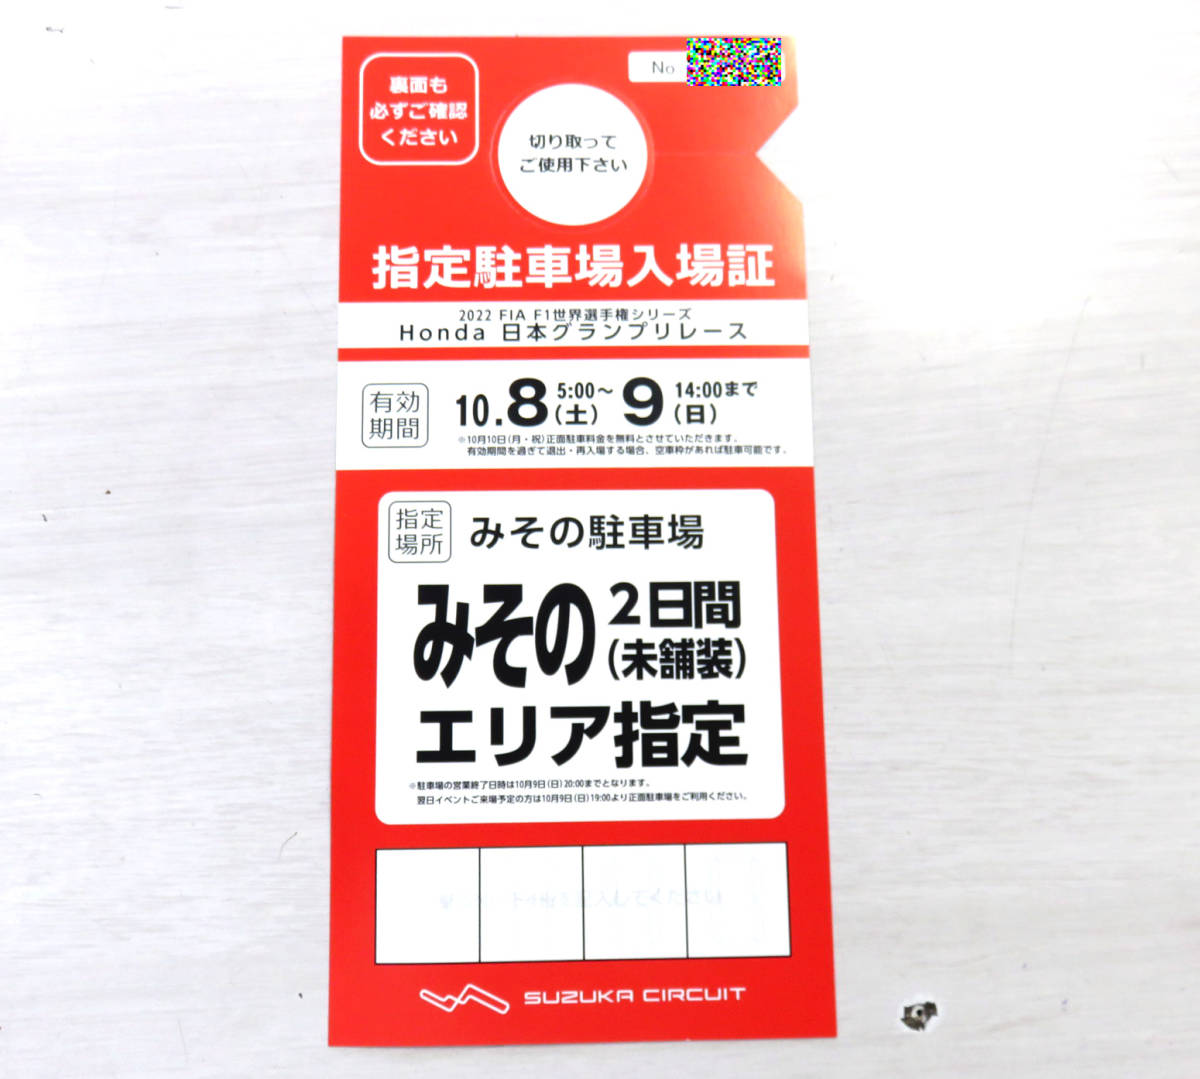 裏面も
必ずご確認
ください
No
切り取って
ご使用下さい
指定駐車場入場証
2022 FIA F1世界選手権シリーズ
Honda 日本グランプリレース
有効
期間
10.8(土) 5:00～ 9(日) 14:00まで
※10月10日(月・祝)正面駐車料金を無料とさせていただきます。
有効期間を過ぎて退出・再入場する場合、空車枠があれば駐車可能です。
指定
場所
みその駐車場
みその 2日間
(未舗装)
エリア指定
※駐車場の営業終了日時は10月9日(日)20:00までとなります。
翌日イベントご来場予定の方は10月9日(日)19:00より正面駐車場をご利用ください。
SUZUKA CIRCUIT